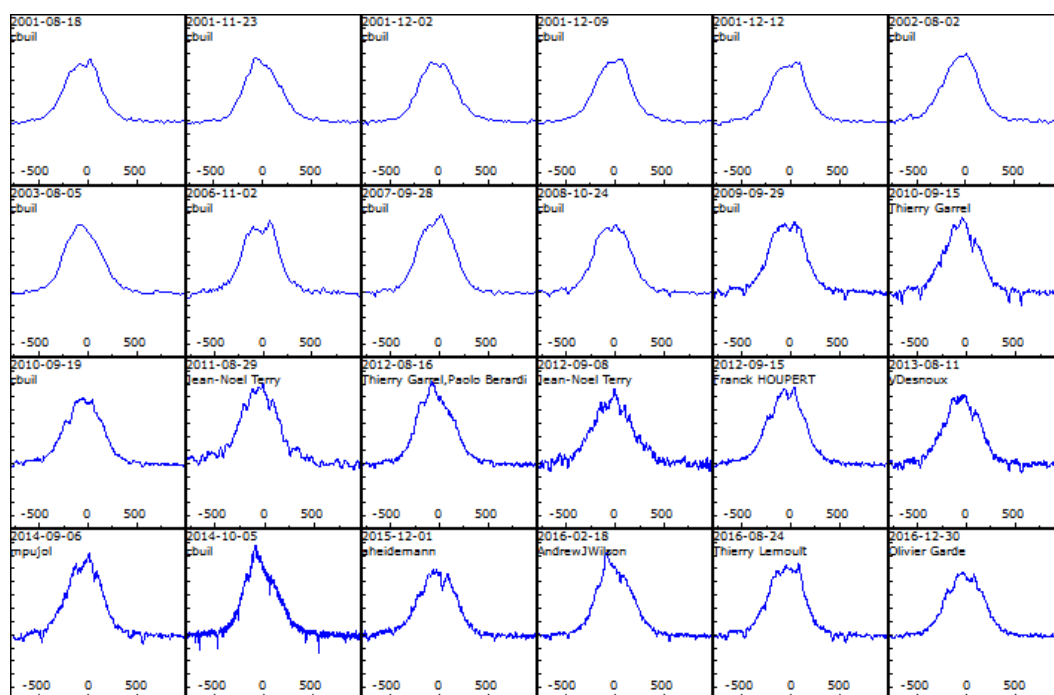 2001-08-18
cbuil
-500 0 500
2001-11-23
cbuil
-500 0 500
2001-12-02
cbuil
-500 0 500
2001-12-09
cbuil
-500 0 500
2001-12-12
cbuil
-500 0 500
2002-08-02
cbuil
-500 0 500
2003-08-05
cbuil
-500 0 500
2006-11-02
cbuil
-500 0 500
2007-09-28
cbuil
-500 0 500
2008-10-24
cbuil
-500 0 500
2009-09-29
cbuil
-500 0 500
2010-09-15
Thierry Garrel
-500 0 500
2010-09-19
cbuil
-500 0 500
2011-08-29
Jean-Noel Terry
-500 0 500
2012-08-16
Thierry Garrel,Paolo Berardi
-500 0 500
2012-09-08
Jean-Noel Terry
-500 0 500
2012-09-15
Franck HOUPERT
-500 0 500
2013-08-11
yDesnoux
-500 0 500
2014-09-06
mpujol
-500 0 500
2014-10-05
cbuil
-500 0 500
2015-12-01
aheidemann
-500 0 500
2016-02-18
AndrewJWilson
-500 0 500
2016-08-24
Thierry Lemoult
-500 0 500
2016-12-30
Olivier Garde
-500 0 500